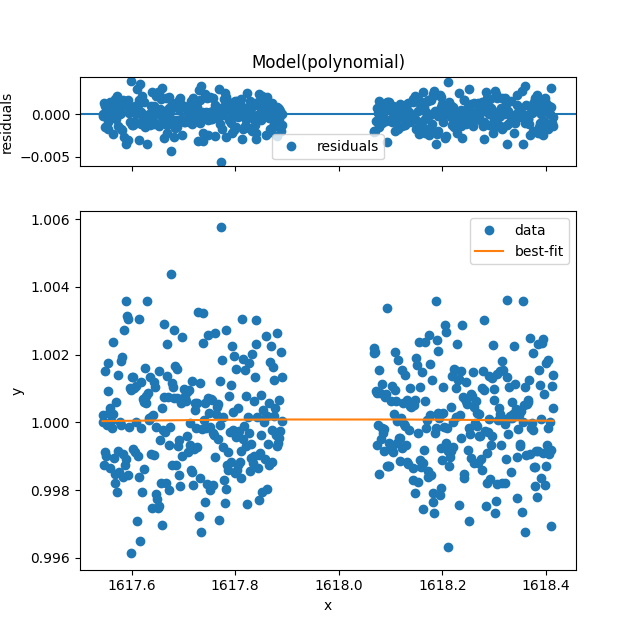 Model(polynomial)
residuals
0.000
−0.005
residuals
1.006
1.004
1.002
1.000
0.998
0.996
y
data
best-fit
1617.6
1617.8
1618.0
1618.2
1618.4
x